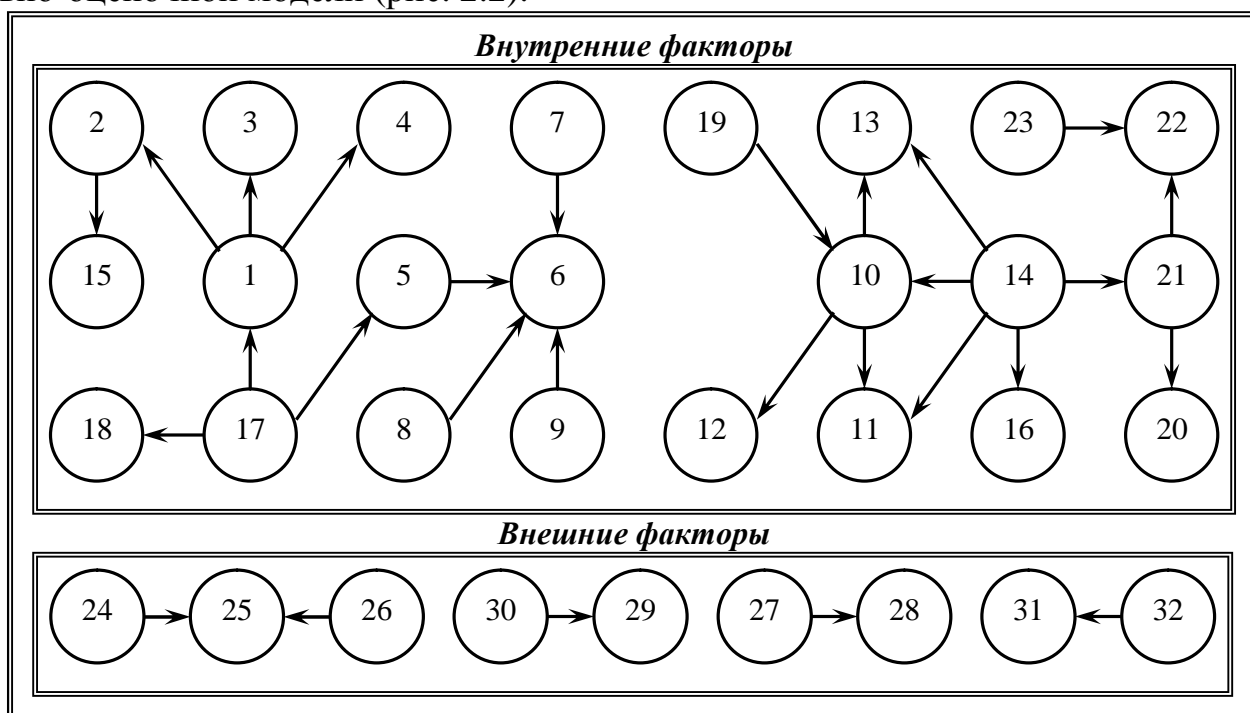 модели (рис. 2.2).
Внутренние факторы
2 3 4 7 19 13 23 22
15 1 5 6 10 14 21
18 17 8 9 12 11 16 20
Внешние факторы
24 25 26 30 29 27 28 31 32